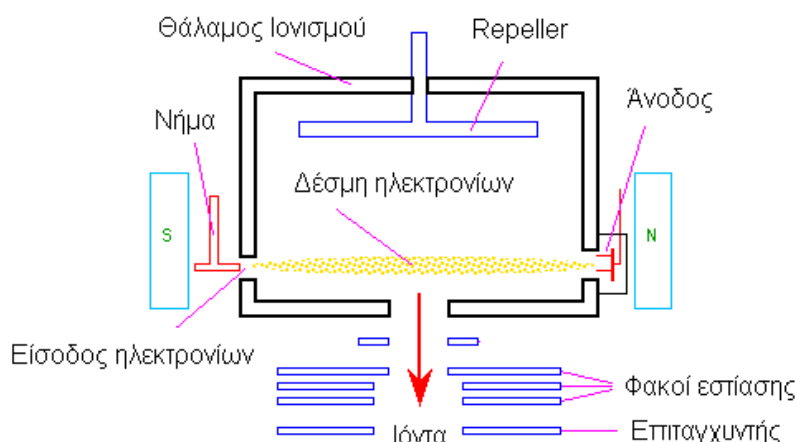 Θάλαμος Ιονισμού
Repeller
Άνοδος
Νήμα
Δέσμη ηλεκτρονίων
S
N
Είσοδος ηλεκτρονίων
Φακοί εστίασης
Ιόντα
Επιταγχυντής